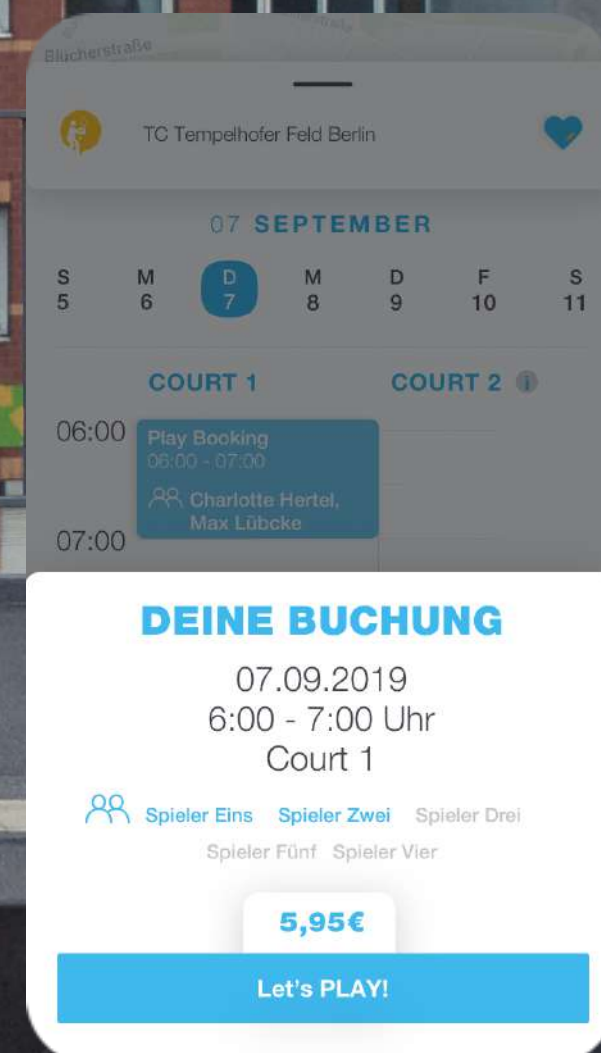 Blücherstraße
TC Tempelhofer Feld Berlin
07 SEPTEMBER
S M D M D F S
5 6 7 8 9 10 11
COURT 1 COURT 2 i
06:00
Play Booking
06:00 - 07:00
Charlotte Hertel,
Max Lübcke
07:00
DEINE BUCHUNG
07.09.2019
6:00 - 7:00 Uhr
Court 1
Spieler Eins Spieler Zwei Spieler Drei
Spieler Fünf Spieler Vier
5,95€
Let's PLAY!